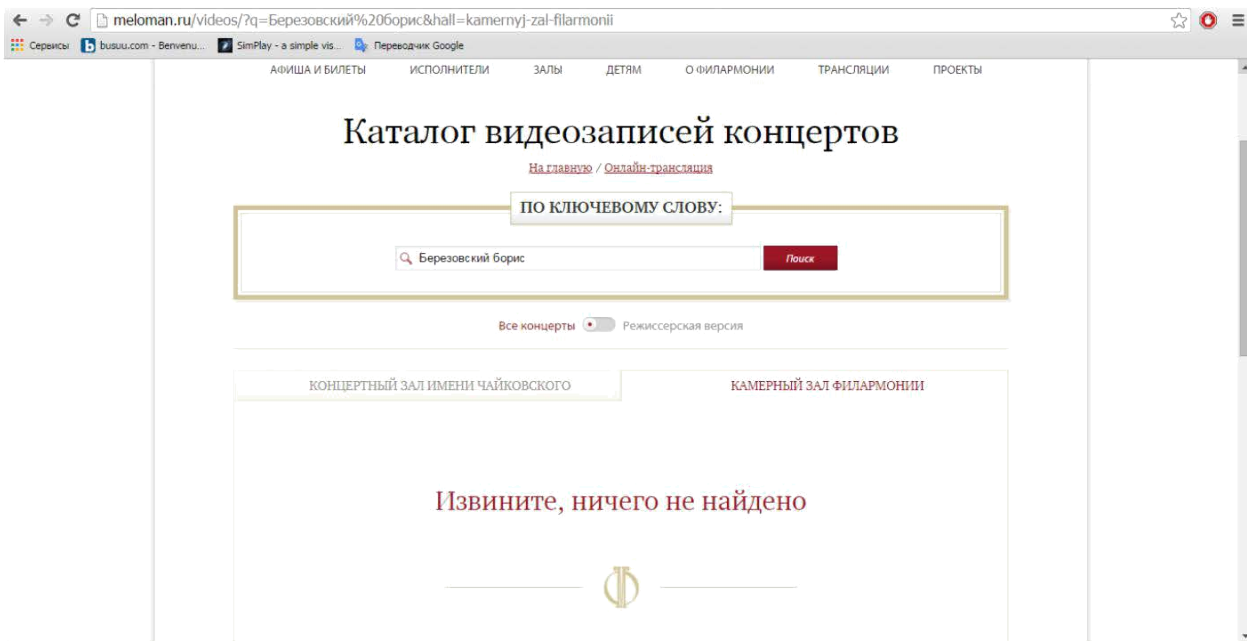 meloman.ru/videos/?q=Березовский%20борис&hall=kamernyj-zal-filarmonii
Сервисы busuu.com - Benvenu... SimPlay - a simple vis... Переводчик Google
АФИША И БИЛЕТЫ ИСПОЛНИТЕЛИ ЗАЛЫ ДЕТЯМ О ФИЛАРМОНИИ ТРАНСЛЯЦИИ ПРОЕКТЫ
Каталог видеозаписей концертов
На главную / Онлайн-трансляция
ПО КЛЮЧЕВОМУ СЛОВУ:
Березовский борис Поиск
Все концерты Режиссерская версия
КОНЦЕРТНЫЙ ЗАЛ ИМЕНИ ЧАЙКОВСКОГО КАМЕРНЫЙ ЗАЛ ФИЛАРМОНИИ
Извините, ничего не найдено